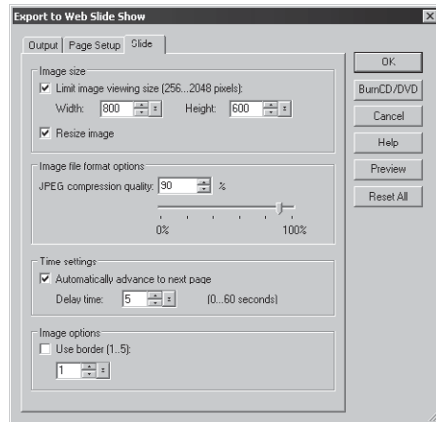 Export to Web Slide Show
Output Page Setup Slide
Image size
Limit image viewing size (256...2048 pixels):
Width: 800 Height: 600
Resize image
Image file format options
JPEG compression quality: 90 %
0% 100%
Time settings
Automatically advance to next page
Delay time: 5 (0...60 seconds)
Image options
Use border (1..5):
1
OK
BurnCD/DVD
Cancel
Help
Preview
Reset All